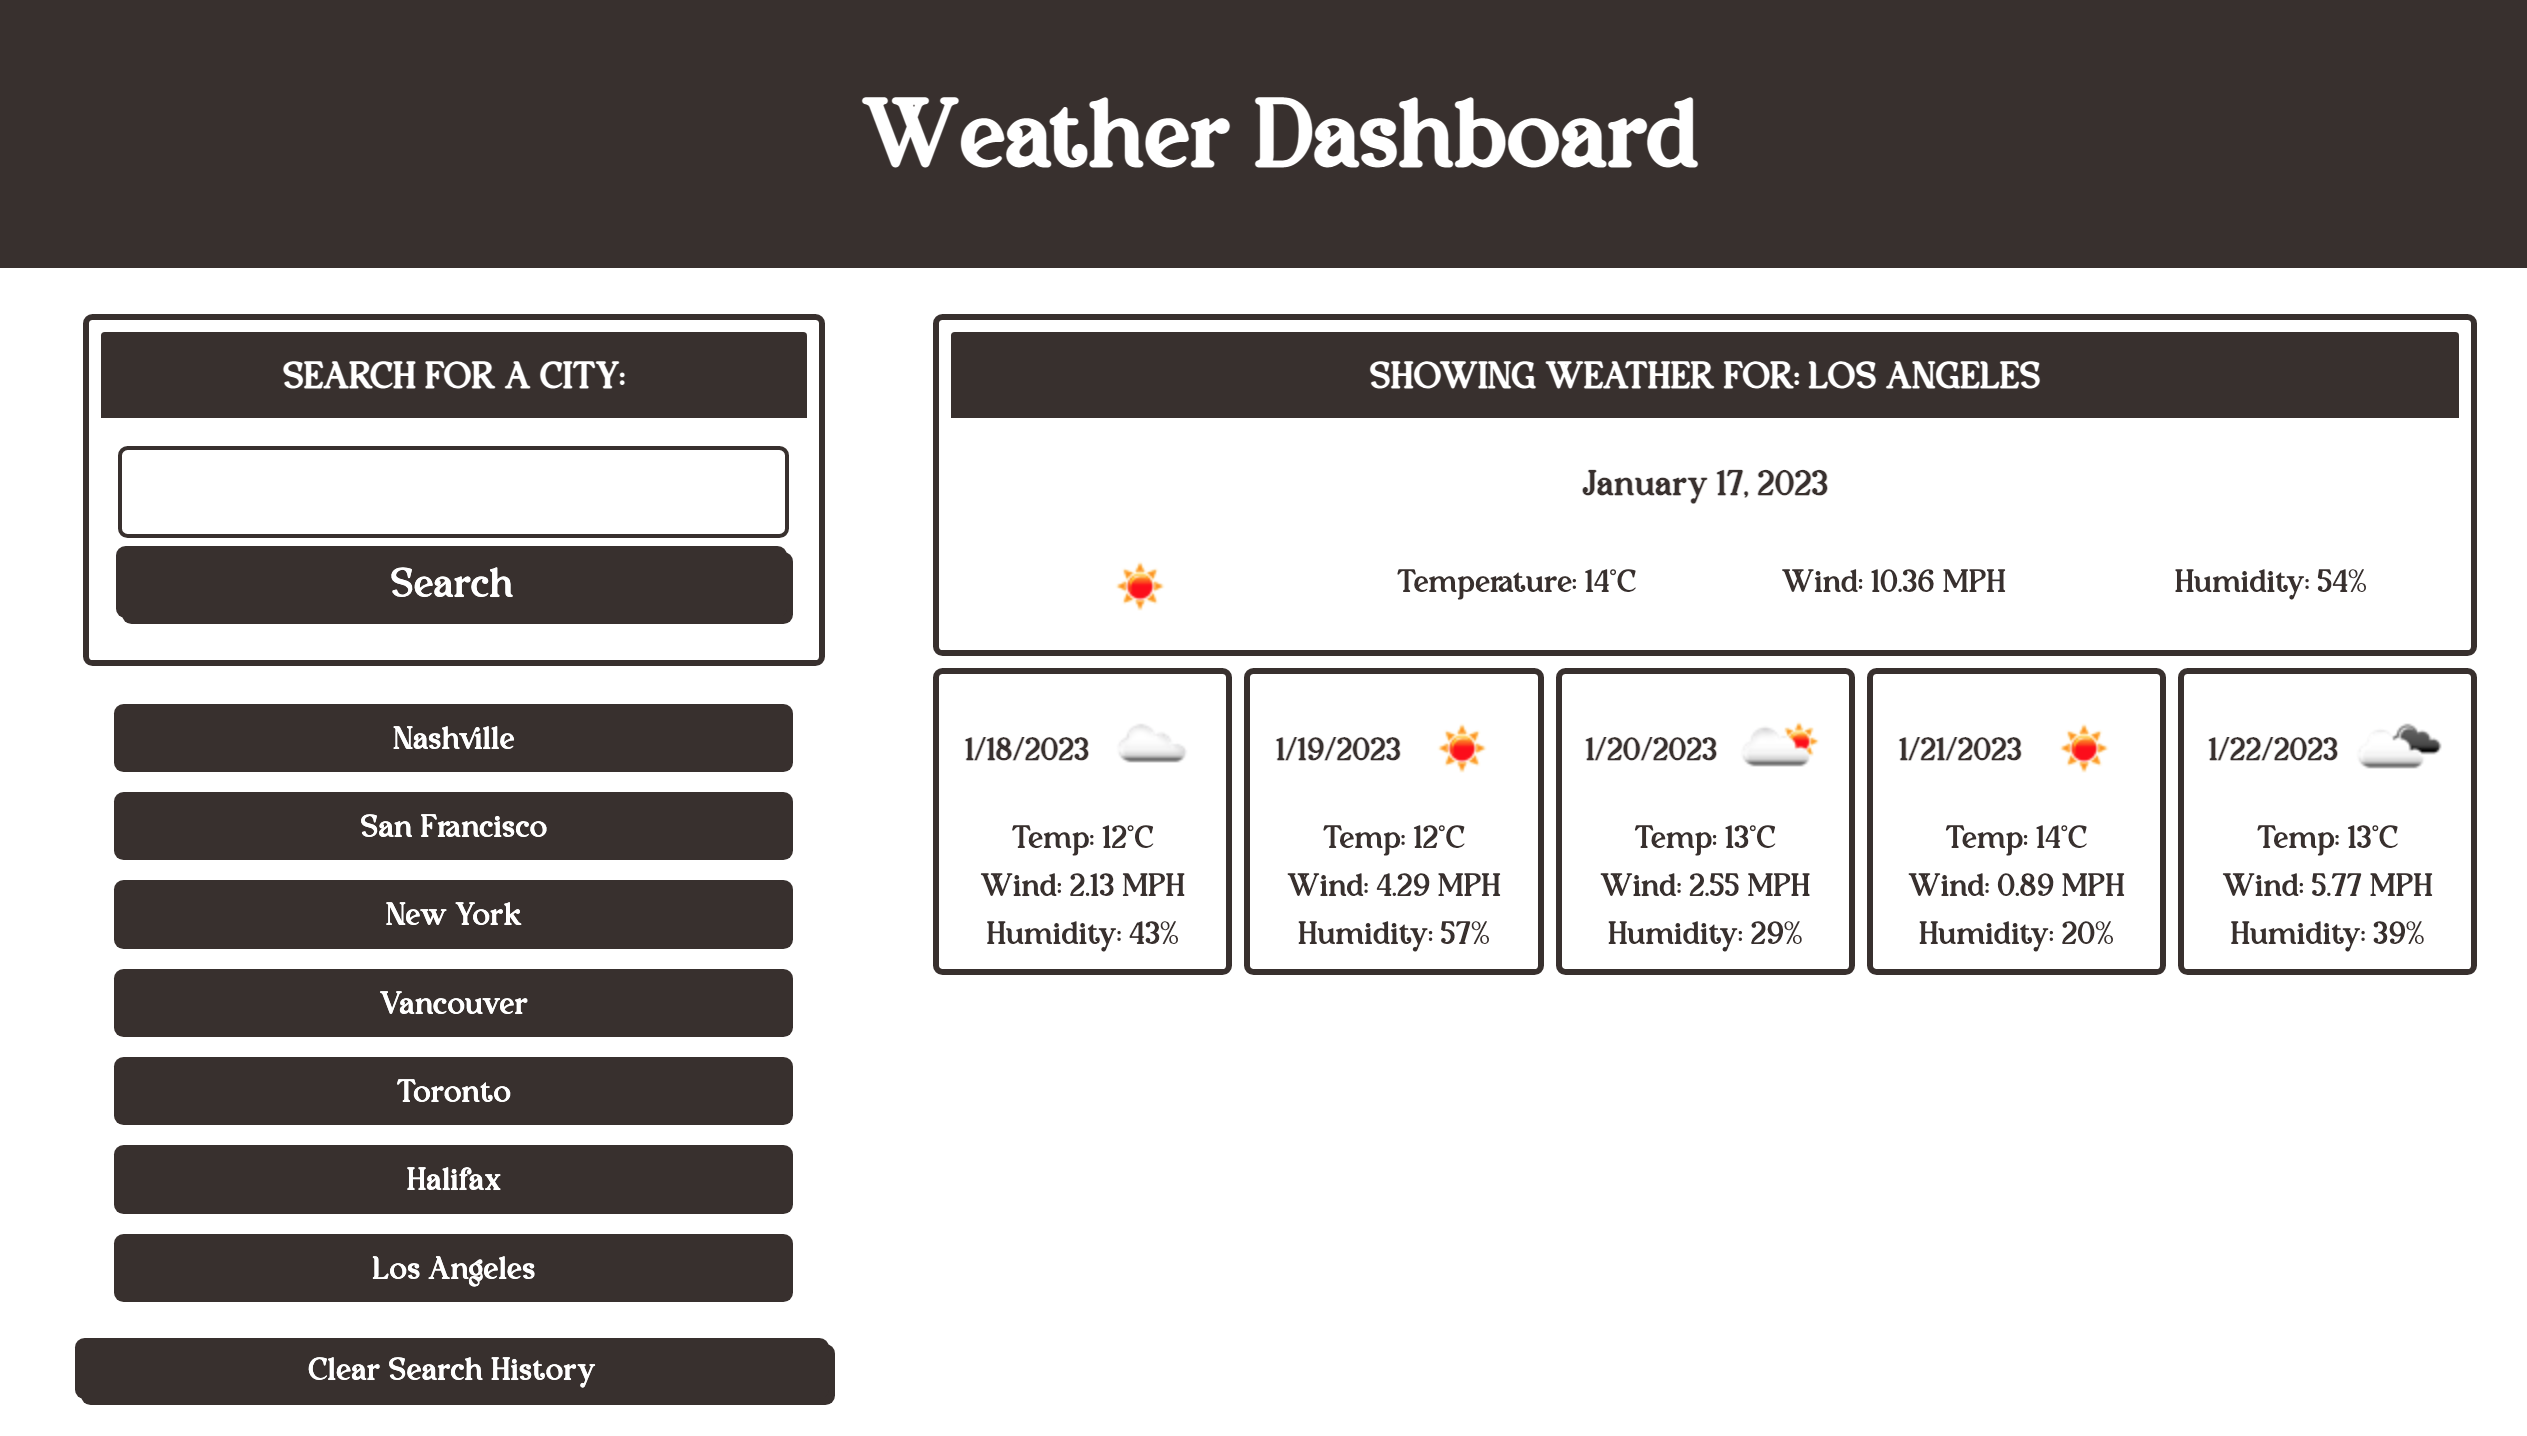 Weather Dashboard
SEARCH FOR A CITY:
Search
Nashville
San Francisco
New York
Vancouver
Toronto
Halifax
Los Angeles
Clear Search History
SHOWING WEATHER FOR: LOS ANGELES
January 17, 2023
Temperature: 14°C Wind: 10.36 MPH Humidity: 54%
1/18/2023
Temp: 12°C
Wind: 2.13 MPH
Humidity: 43%
1/19/2023
Temp: 12°C
Wind: 4.29 MPH
Humidity: 57%
1/20/2023
Temp: 13°C
Wind: 2.55 MPH
Humidity: 29%
1/21/2023
Temp: 14°C
Wind: 0.89 MPH
Humidity: 20%
1/22/2023
Temp: 13°C
Wind: 5.77 MPH
Humidity: 39%